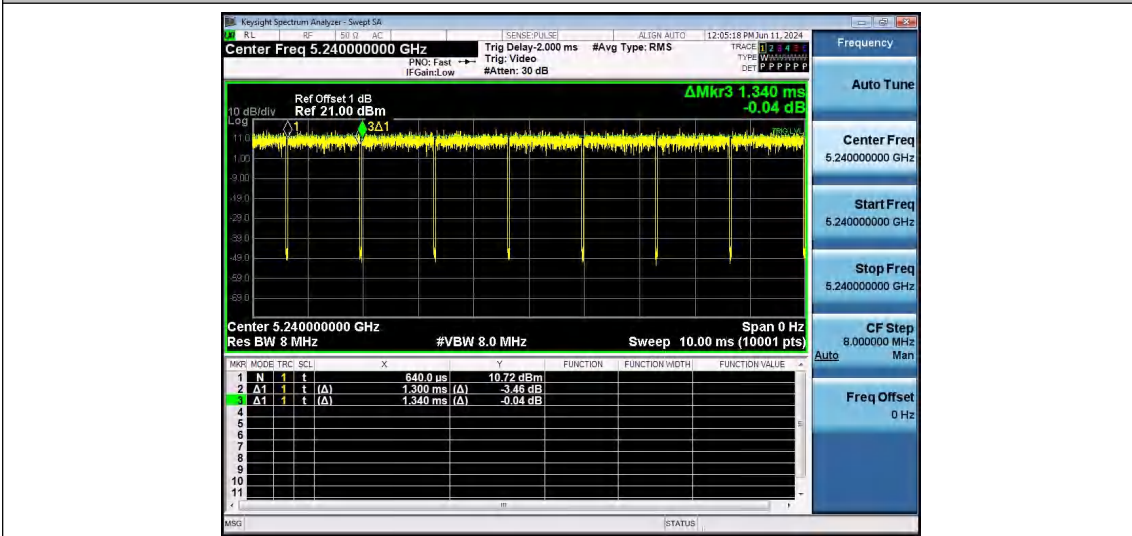 Keysight Spectrum Analyzer - Swept SA
RL RF 50 Ω AC SENSE:PULSE ALIGN AUTO 12:05:18 PM Jun 11, 2024
Center Freq 5.240000000 GHz Trig Delay-2.000 ms #Avg Type: RMS TRACE 1 2 3 4 5 6
PNO: Fast Trig: Video TYPE W
IFGain:Low #Atten: 30 dB DET P P P P P P
Frequency
Auto Tune
Center Freq
5.240000000 GHz
Start Freq
5.240000000 GHz
Stop Freq
5.240000000 GHz
CF Step
8.000000 MHz
Auto Man
Freq Offset
0 Hz
ΔMkr3 1.340 ms
-0.04 dB
Ref Offset 1 dB
10 dB/div Ref 21.00 dBm
Log
1 3Δ1
TRIG LVL
11.0
1.00
-9.00
-19.0
-29.0
-39.0
-49.0
-59.0
-69.0
Center 5.240000000 GHz Span 0 Hz
Res BW 8 MHz #VBW 8.0 MHz Sweep 10.00 ms (10001 pts)
MKR MODE TRC SCL X Y FUNCTION FUNCTION WIDTH FUNCTION VALUE
1 N 1 t 640.0 µs 10.72 dBm
2 Δ1 1 t (Δ) 1.300 ms (Δ) -3.46 dB
3 Δ1 1 t (Δ) 1.340 ms (Δ) -0.04 dB
4
5
6
7
8
9
10
11
MSG STATUS